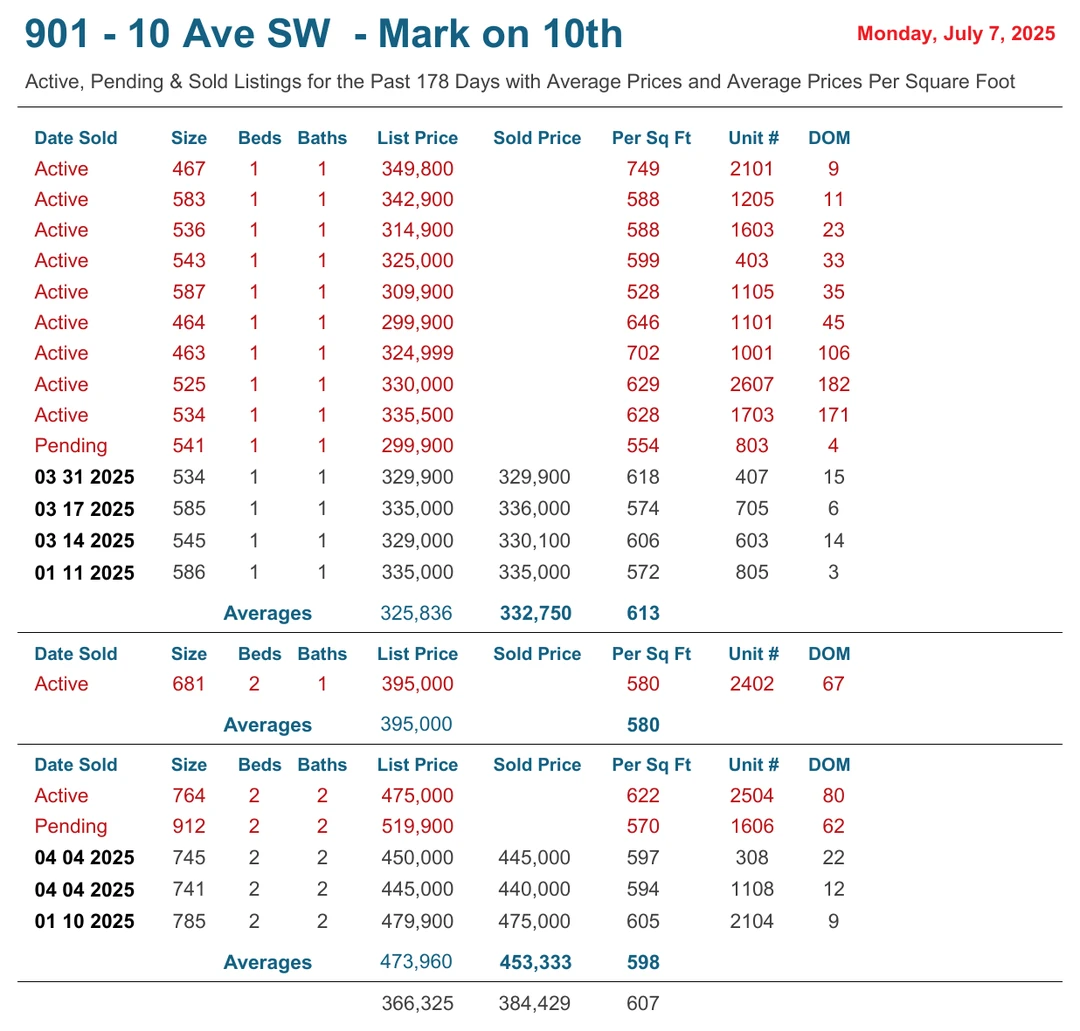 901 - 10 Ave SW - Mark on 10th Monday, July 7, 2025
Active, Pending & Sold Listings for the Past 178 Days with Average Prices and Average Prices Per Square Foot
Date Sold Size Beds Baths List Price Sold Price Per Sq Ft Unit # DOM
Active 467 1 1 349,800 749 2101 9
Active 583 1 1 342,900 588 1205 11
Active 536 1 1 314,900 588 1603 23
Active 543 1 1 325,000 599 403 33
Active 587 1 1 309,900 528 1105 35
Active 464 1 1 299,900 646 1101 45
Active 463 1 1 324,999 702 1001 106
Active 525 1 1 330,000 629 2607 182
Active 534 1 1 335,500 628 1703 171
Pending 541 1 1 299,900 554 803 4
03 31 2025 534 1 1 329,900 329,900 618 407 15
03 17 2025 585 1 1 335,000 336,000 574 705 6
03 14 2025 545 1 1 329,000 330,100 606 603 14
01 11 2025 586 1 1 335,000 335,000 572 805 3
Averages 325,836 332,750 613
Date Sold Size Beds Baths List Price Sold Price Per Sq Ft Unit # DOM
Active 681 2 1 395,000 580 2402 67
Averages 395,000 580
Date Sold Size Beds Baths List Price Sold Price Per Sq Ft Unit # DOM
Active 764 2 2 475,000 622 2504 80
Pending 912 2 2 519,900 570 1606 62
04 04 2025 745 2 2 450,000 445,000 597 308 22
04 04 2025 741 2 2 445,000 440,000 594 1108 12
01 10 2025 785 2 2 479,900 475,000 605 2104 9
Averages 473,960 453,333 598
366,325 384,429 607